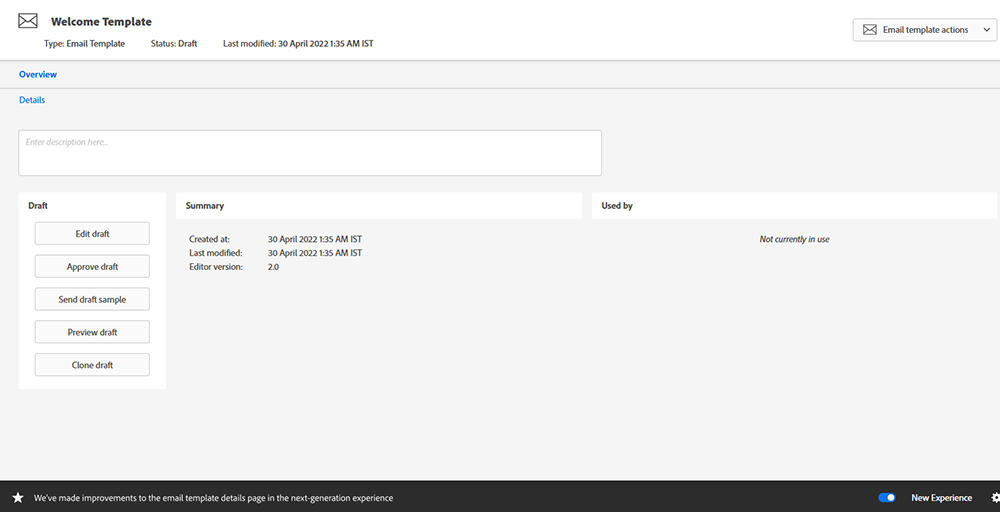 Welcome Template
Type: Email Template Status: Draft Last modified: 30 April 2022 1:35 AM IST
Email template actions
Overview
Details
Enter description here...
Draft
Edit draft
Approve draft
Send draft sample
Preview draft
Clone draft
Summary
Created at: 30 April 2022 1:35 AM IST
Last modified: 30 April 2022 1:35 AM IST
Editor version: 2.0
Used by
Not currently in use
We've made improvements to the email template details page in the next-generation experience
New Experience